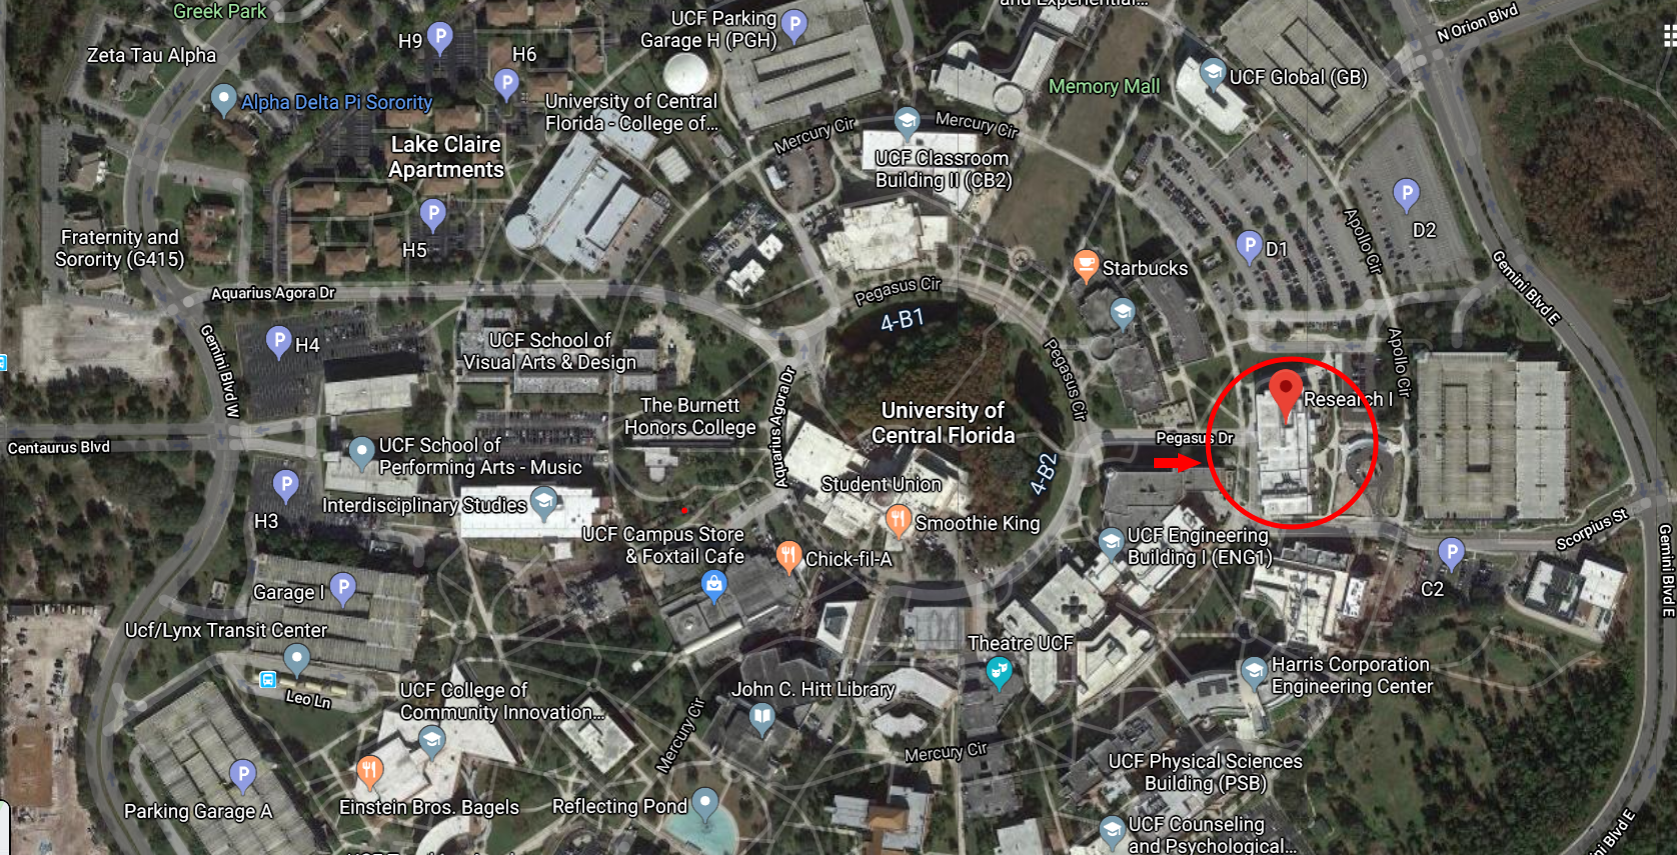 Greek Park
UCF Parking
Garage H (PGH)
and Experiential...
N Orion Blvd
Zeta Tau Alpha
H9
H6
Alpha Delta Pi Sorority
University of Central
Florida - College of...
Memory Mall
UCF Global (GB)
Mercury Cir
Mercury Cir
Lake Claire
Apartments
UCF Classroom
Building II (CB2)
Fraternity and
Sorority (G415)
H5
Apollo Cir
D2
D1
Starbucks
Gemini Blvd E
Aquarius Agora Dr
Pegasus Cir
4-B1
Gemini Blvd W
H4
UCF School of
Visual Arts & Design
Pegasus Cir
Apollo Cir
Aquarius Agora Dr
The Burnett
Honors College
University of
Central Florida
Research I
Centaurus Blvd
UCF School of
Performing Arts - Music
Pegasus Dr
4-B2
Student Union
Interdisciplinary Studies
H3
Smoothie King
UCF Campus Store
& Foxtail Cafe
Chick-fil-A
UCF Engineering
Building I (ENG1)
Scorpius St
Gemini Blvd E
C2
Garage I
Ucf/Lynx Transit Center
Theatre UCF
Leo Ln
UCF College of
Community Innovation...
John C. Hitt Library
Harris Corporation
Engineering Center
Mercury Cir
Mercury Cir
UCF Physical Sciences
Building (PSB)
Parking Garage A
Einstein Bros. Bagels
Reflecting Pond
UCF Counseling
and Psychological...
ni Blvd E